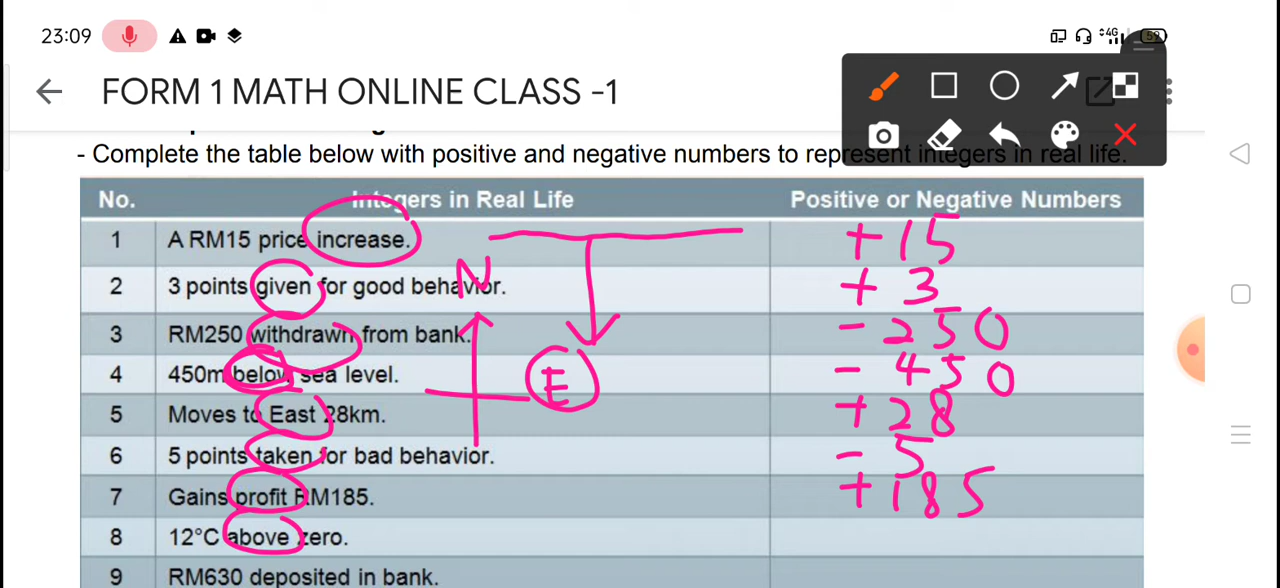 23:09 4G 59
FORM 1 MATH ONLINE CLASS -1
- Complete the table below with positive and negative numbers to represent integers in real life.
No. Integers in Real Life Positive or Negative Numbers
1 A RM15 price increase. +15
2 3 points given for good behavior. +3
N
3 RM250 withdrawn from bank. -250
4 450m below sea level. -450
E
5 Moves to East 28km. +28
6 5 points taken for bad behavior. -5
7 Gains profit RM185. +185
8 12°C above zero.
9 RM630 deposited in bank.